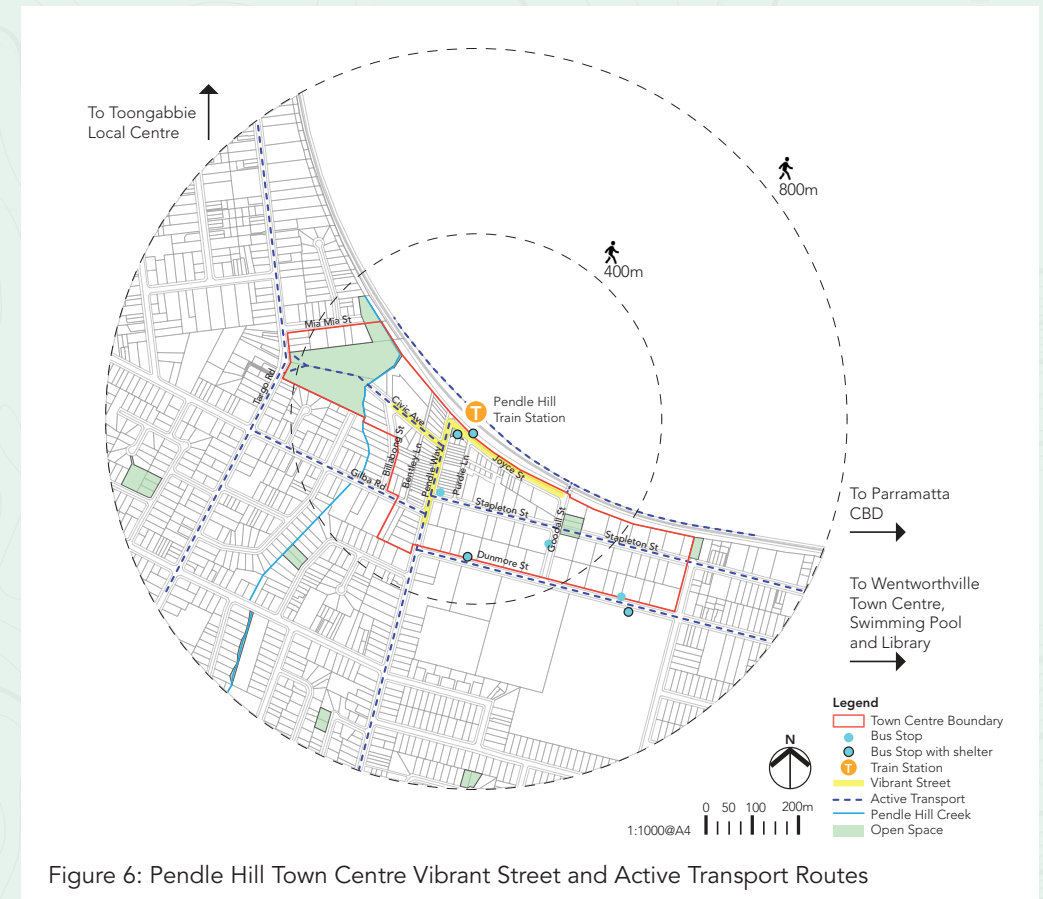 To Toongabbie
Local Centre
800m
400m
Mia Mia St
Targo Rd
Pendle Hill
Train Station
Civic Ave
Billabong St
Bentley Ln
Pendle Way
Purdie Ln
Joyce St
Gilba Rd
Stapleton St
Goodall St
Stapleton St
Dunmore St
To Parramatta
CBD
To Wentworthville
Town Centre,
Swimming Pool
and Library
Legend
Town Centre Boundary
Bus Stop
Bus Stop with shelter
T Train Station
Vibrant Street
Active Transport
Pendle Hill Creek
Open Space
T
N
0 50 100 200m
1:1000@A4
Figure 6: Pendle Hill Town Centre Vibrant Street and Active Transport Routes